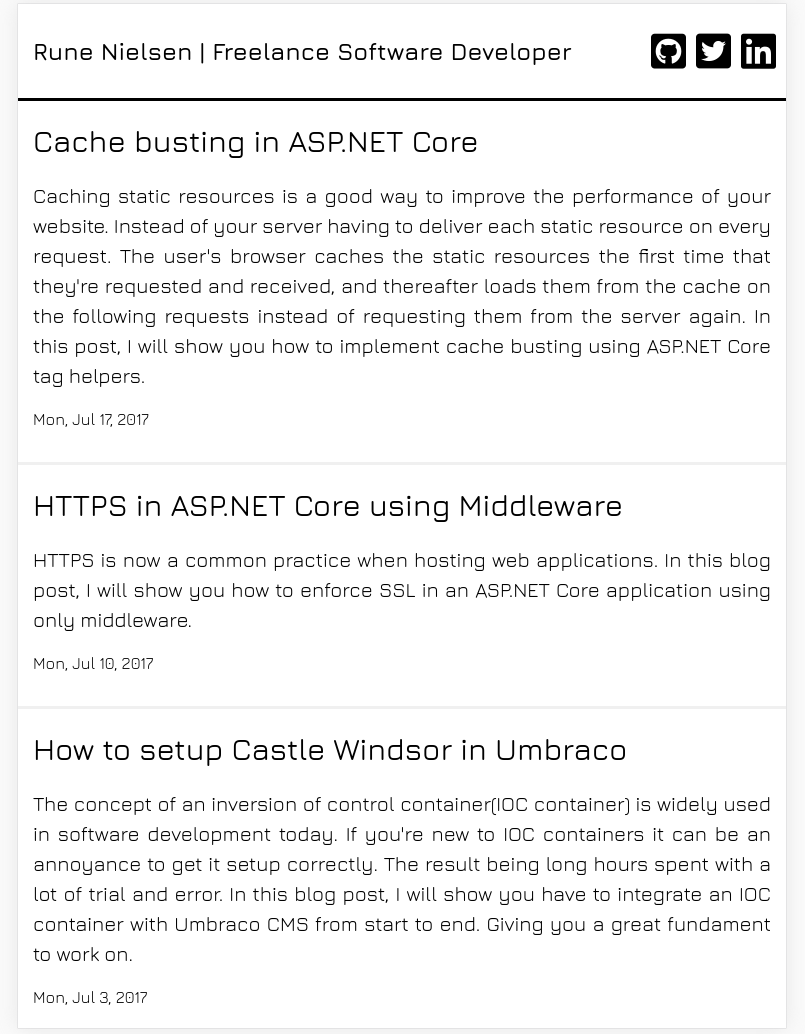 Rune Nielsen | Freelance Software Developer
Cache busting in ASP.NET Core
Caching static resources is a good way to improve the performance of your
website. Instead of your server having to deliver each static resource on every
request. The user's browser caches the static resources the first time that
they're requested and received, and thereafter loads them from the cache on
the following requests instead of requesting them from the server again. In
this post, I will show you how to implement cache busting using ASP.NET Core
tag helpers.
Mon, Jul 17, 2017
HTTPS in ASP.NET Core using Middleware
HTTPS is now a common practice when hosting web applications. In this blog
post, I will show you how to enforce SSL in an ASP.NET Core application using
only middleware.
Mon, Jul 10, 2017
How to setup Castle Windsor in Umbraco
The concept of an inversion of control container(IOC container) is widely used
in software development today. If you're new to IOC containers it can be an
annoyance to get it setup correctly. The result being long hours spent with a
lot of trial and error. In this blog post, I will show you have to integrate an IOC
container with Umbraco CMS from start to end. Giving you a great fundament
to work on.
Mon, Jul 3, 2017